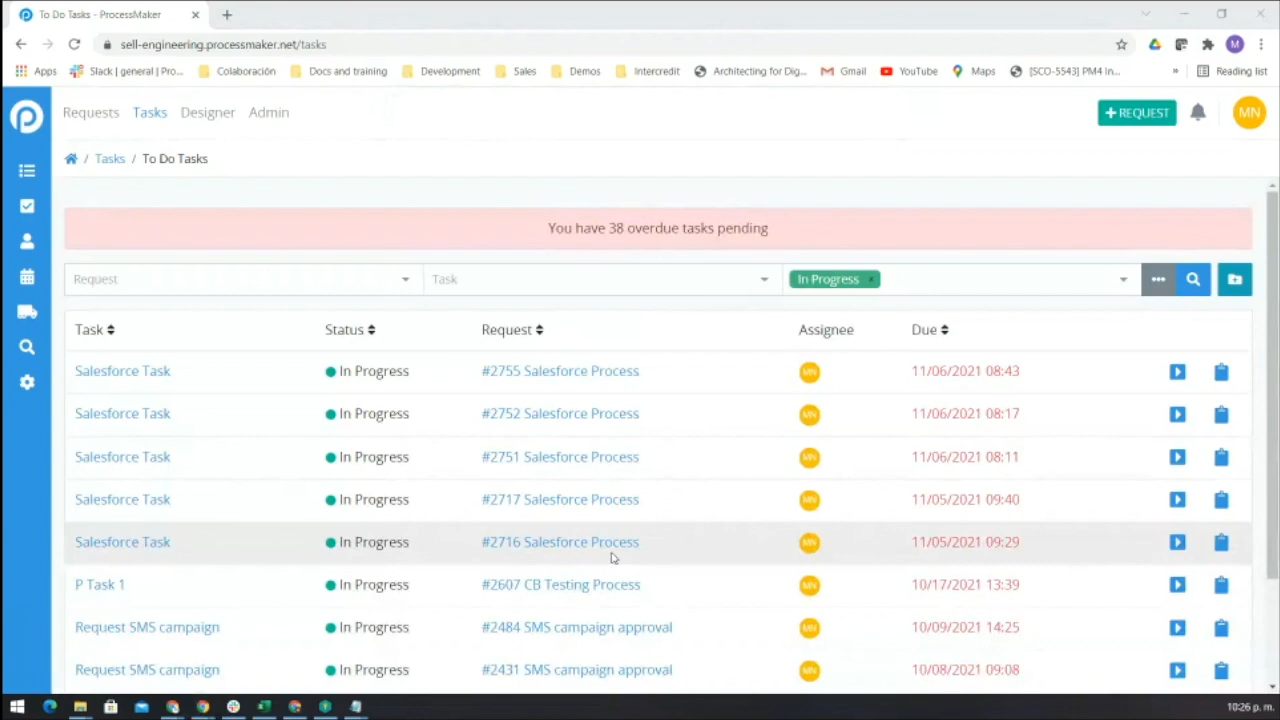 To Do Tasks - ProcessMaker
sell-engineering.processmaker.net/tasks
M
Apps
Slack | general | Pro...
Colaboración
Docs and training
Development
Sales
Demos
Intercredit
Architecting for Dig...
Gmail
YouTube
Maps
[SCO-5543] PM4 In...
»
Reading list
Requests Tasks Designer Admin
+ REQUEST
MN
/ Tasks / To Do Tasks
You have 38 overdue tasks pending
Request
Task
In Progress ×
Task Status Request Assignee Due
Salesforce Task In Progress #2755 Salesforce Process MN 11/06/2021 08:43
Salesforce Task In Progress #2752 Salesforce Process MN 11/06/2021 08:17
Salesforce Task In Progress #2751 Salesforce Process MN 11/06/2021 08:11
Salesforce Task In Progress #2717 Salesforce Process MN 11/05/2021 09:40
Salesforce Task In Progress #2716 Salesforce Process MN 11/05/2021 09:29
P Task 1 In Progress #2607 CB Testing Process MN 10/17/2021 13:39
Request SMS campaign In Progress #2484 SMS campaign approval MN 10/09/2021 14:25
Request SMS campaign In Progress #2431 SMS campaign approval MN 10/08/2021 09:08
10:26 p. m.